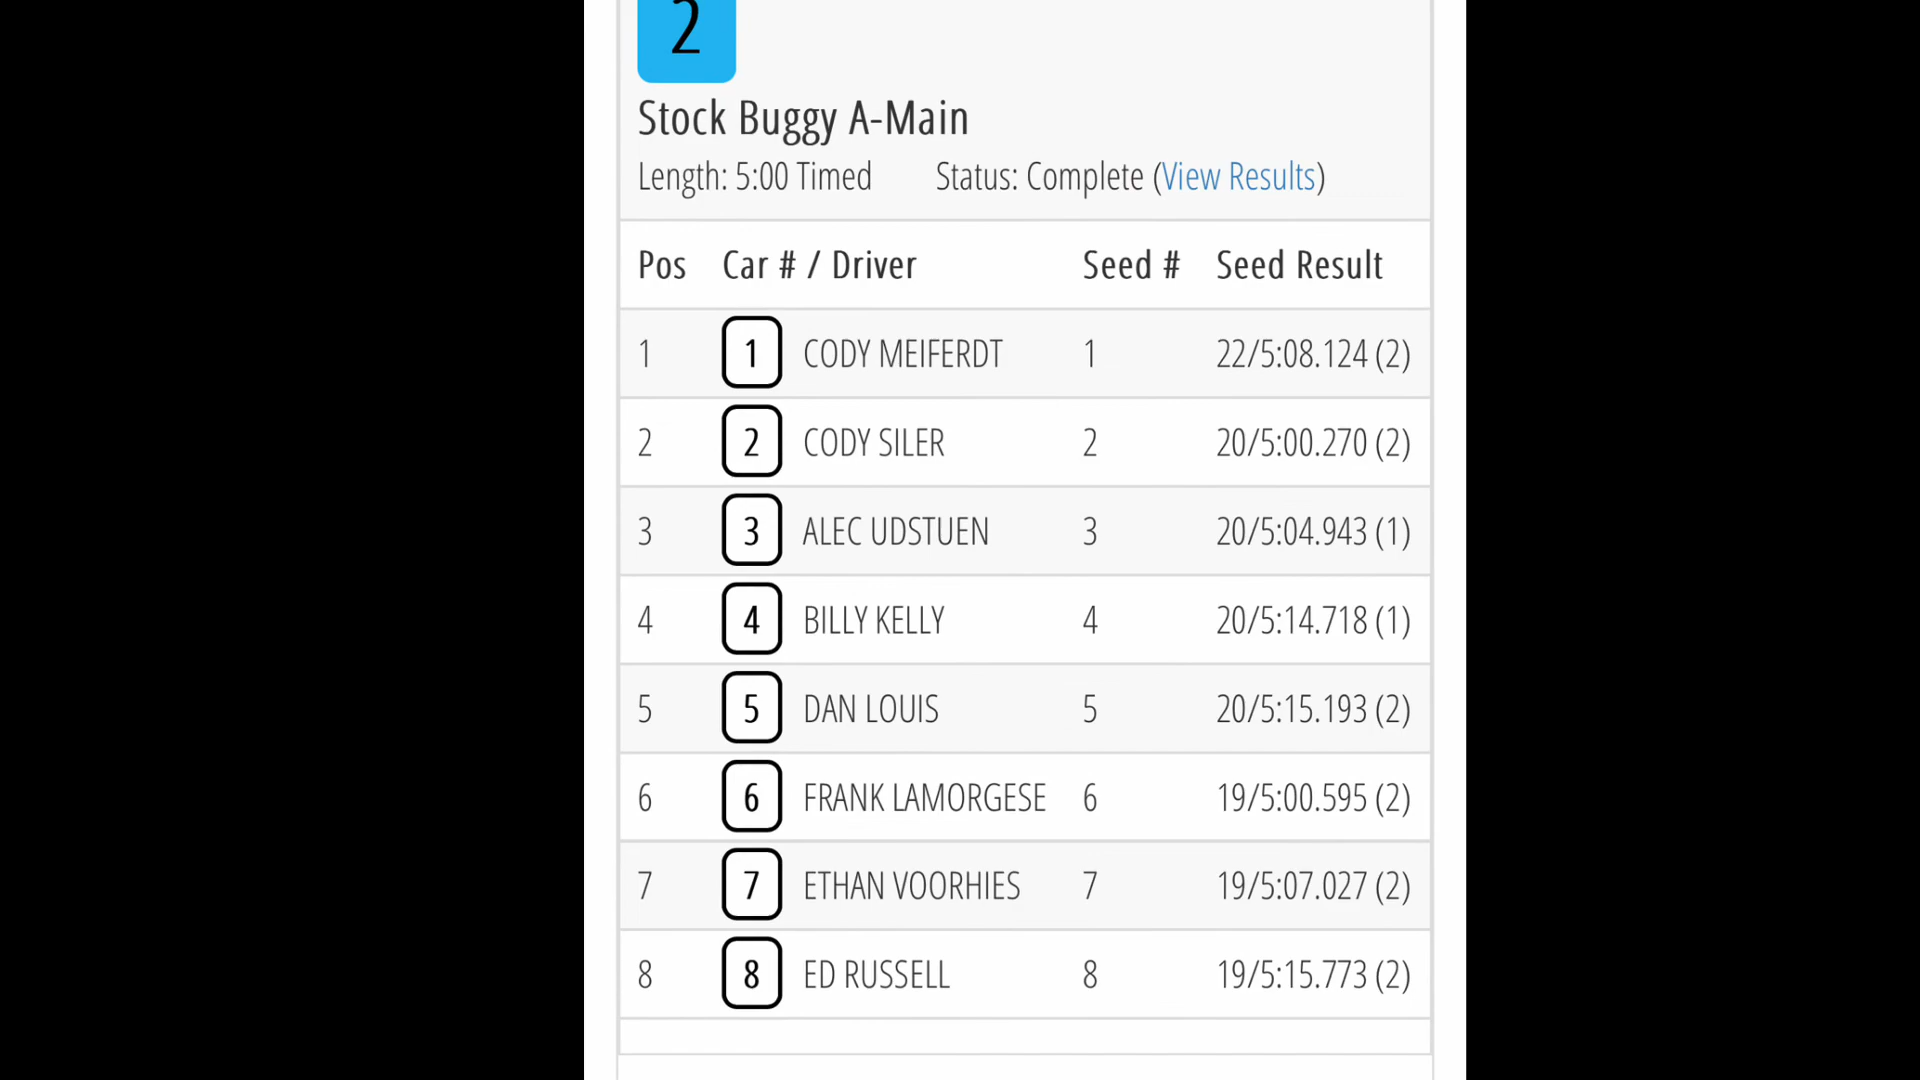 2
Stock Buggy A-Main
Length: 5:00 Timed Status: Complete (View Results)
Pos Car # / Driver Seed # Seed Result
1 1 CODY MEIFERDT 1 22/5:08.124 (2)
2 2 CODY SILER 2 20/5:00.270 (2)
3 3 ALEC UDSTUEN 3 20/5:04.943 (1)
4 4 BILLY KELLY 4 20/5:14.718 (1)
5 5 DAN LOUIS 5 20/5:15.193 (2)
6 6 FRANK LAMORGESE 6 19/5:00.595 (2)
7 7 ETHAN VOORHIES 7 19/5:07.027 (2)
8 8 ED RUSSELL 8 19/5:15.773 (2)